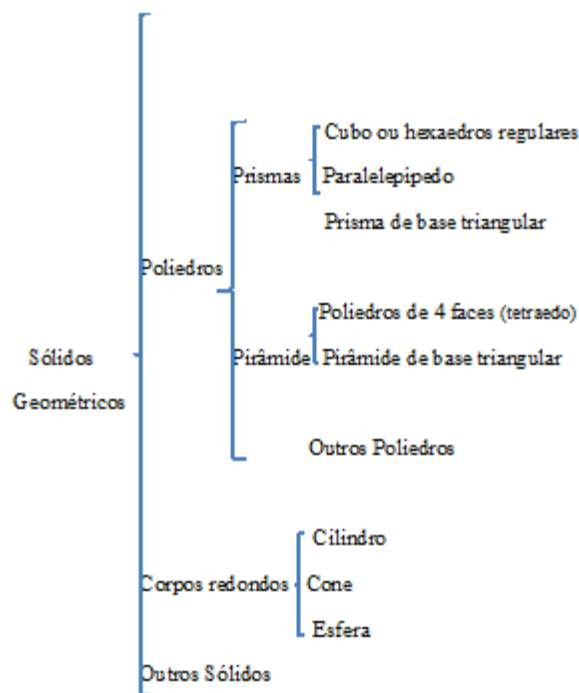 Cubo ou hexaedros regulares
Prismas
Paralelepípedo
Prisma de base triangular
Poliedros
Poliedros de 4 faces (tetraedo)
Sólidos
Pirâmide
Pirâmide de base triangular
Geométricos
Outros Poliedros
Cilindro
Corpos redondos
Cone
Esfera
Outros Sólidos